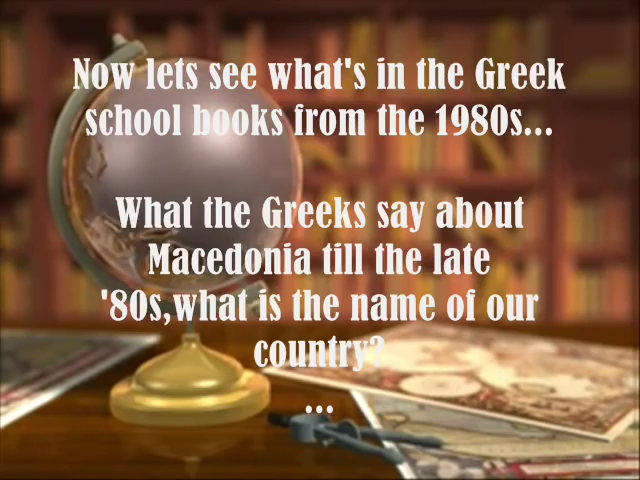 Now lets see what's in the Greek
school books from the 1980s...
What the Greeks say about
Macedonia till the late
'80s,what is the name of our
country?
...